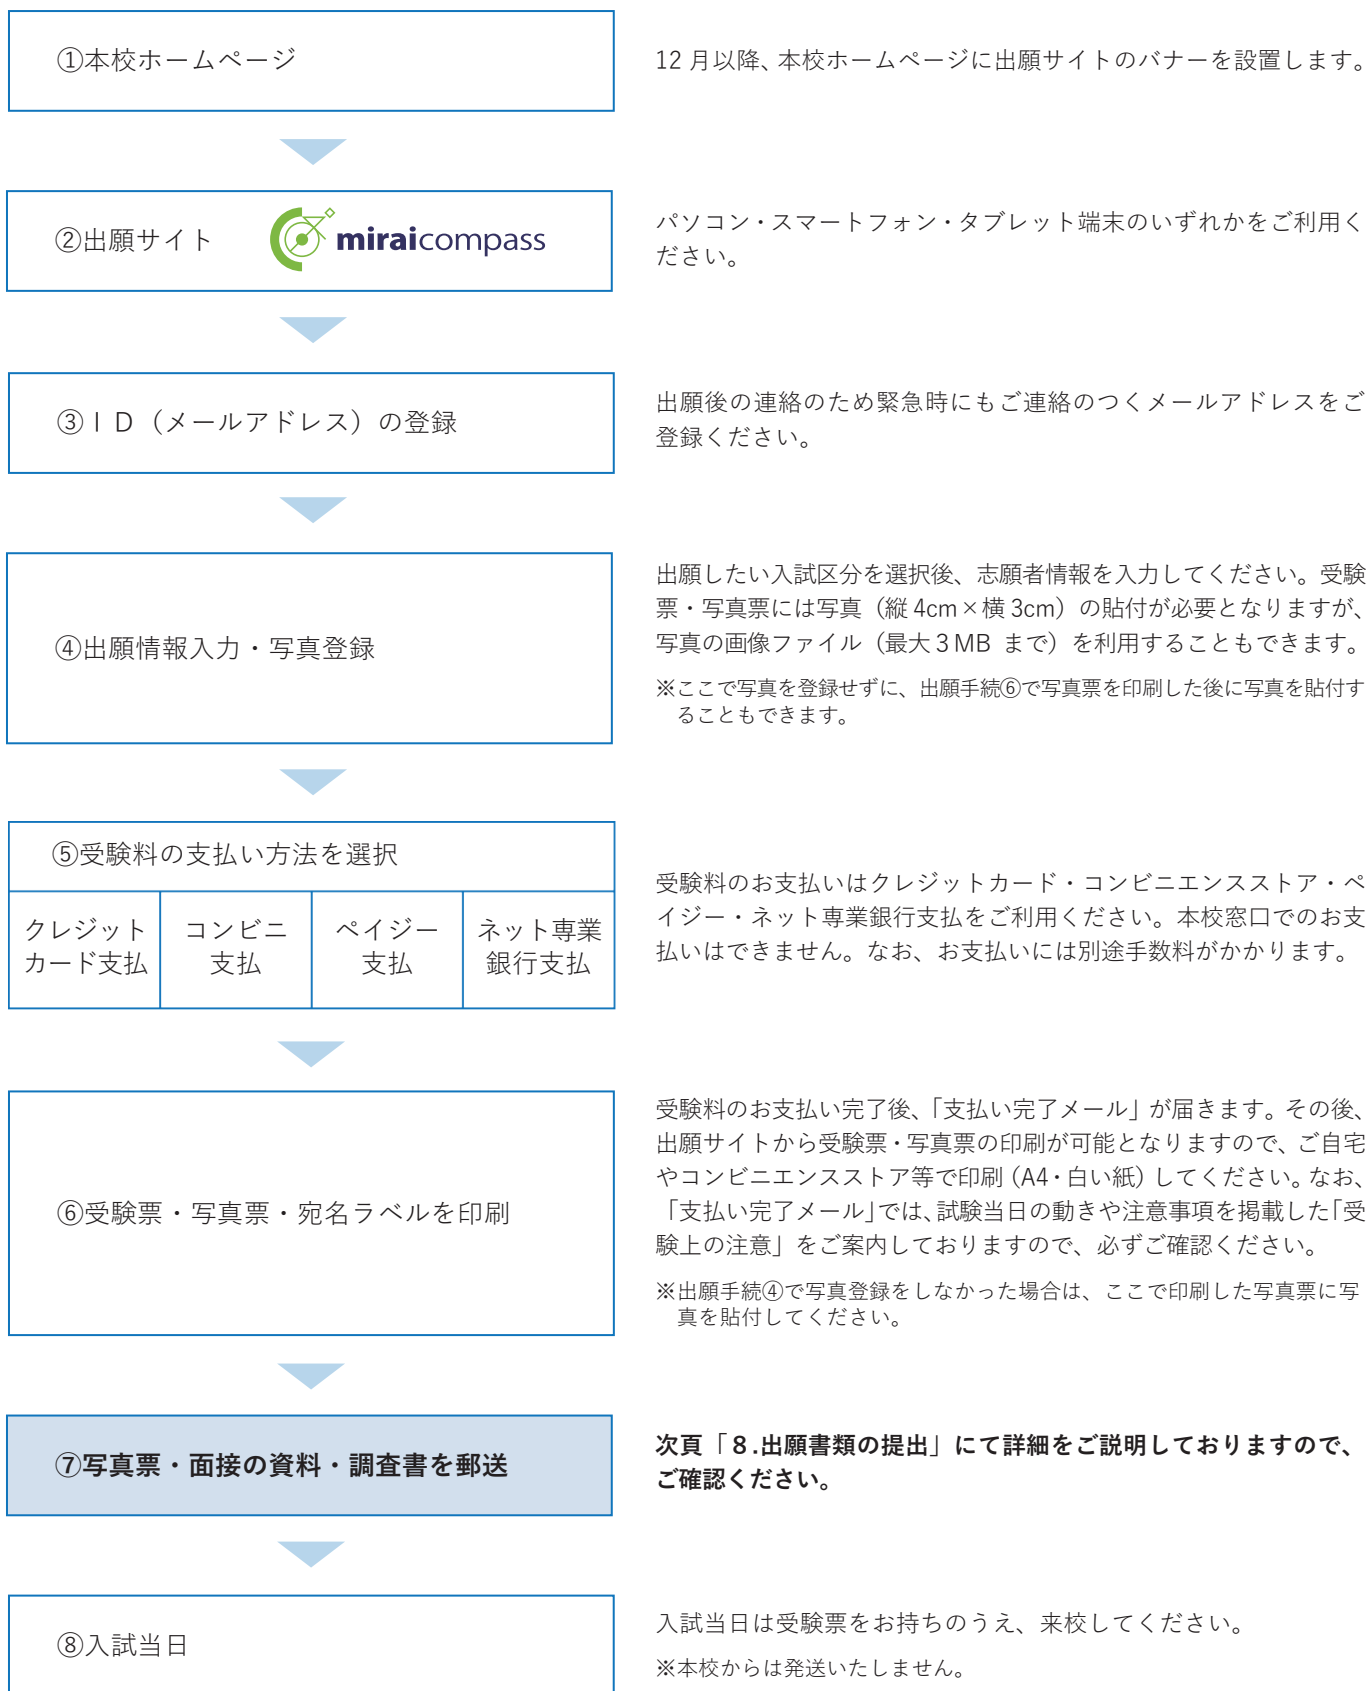 ①本校ホームページ
12 月以降、本校ホームページに出願サイトのバナーを設置します。
②出願サイト
miraicompass
パソコン・スマートフォン・タブレット端末のいずれかをご利用く
ださい。
③ＩＤ（メールアドレス）の登録
出願後の連絡のため緊急時にもご連絡のつくメールアドレスをご
登録ください。
④出願情報入力・写真登録
出願したい入試区分を選択後、志願者情報を入力してください。受験
票・写真票には写真（縦 4cm×横 3cm）の貼付が必要となりますが、
写真の画像ファイル（最大３MB まで）を利用することもできます。
※ここで写真を登録せずに、出願手続⑥で写真票を印刷した後に写真を貼付す
ることもできます。
⑤受験料の支払い方法を選択
クレジット
カード支払
コンビニ
支払
ペイジー
支払
ネット専業
銀行支払
受験料のお支払いはクレジットカード・コンビニエンスストア・ペ
イジー・ネット専業銀行支払をご利用ください。本校窓口でのお支
払いはできません。なお、お支払いには別途手数料がかかります。
⑥受験票・写真票・宛名ラベルを印刷
受験料のお支払い完了後、「支払い完了メール」が届きます。その後、
出願サイトから受験票・写真票の印刷が可能となりますので、ご自宅
やコンビニエンスストア等で印刷（A4・白い紙）してください。なお、
「支払い完了メール」では、試験当日の動きや注意事項を掲載した「受
験上の注意」をご案内しておりますので、必ずご確認ください。
※出願手続④で写真登録をしなかった場合は、ここで印刷した写真票に写
真を貼付してください。
⑦写真票・面接の資料・調査書を郵送
次頁「８.出願書類の提出」にて詳細をご説明しておりますので、
ご確認ください。
⑧入試当日
入試当日は受験票をお持ちのうえ、来校してください。
※本校からは発送いたしません。